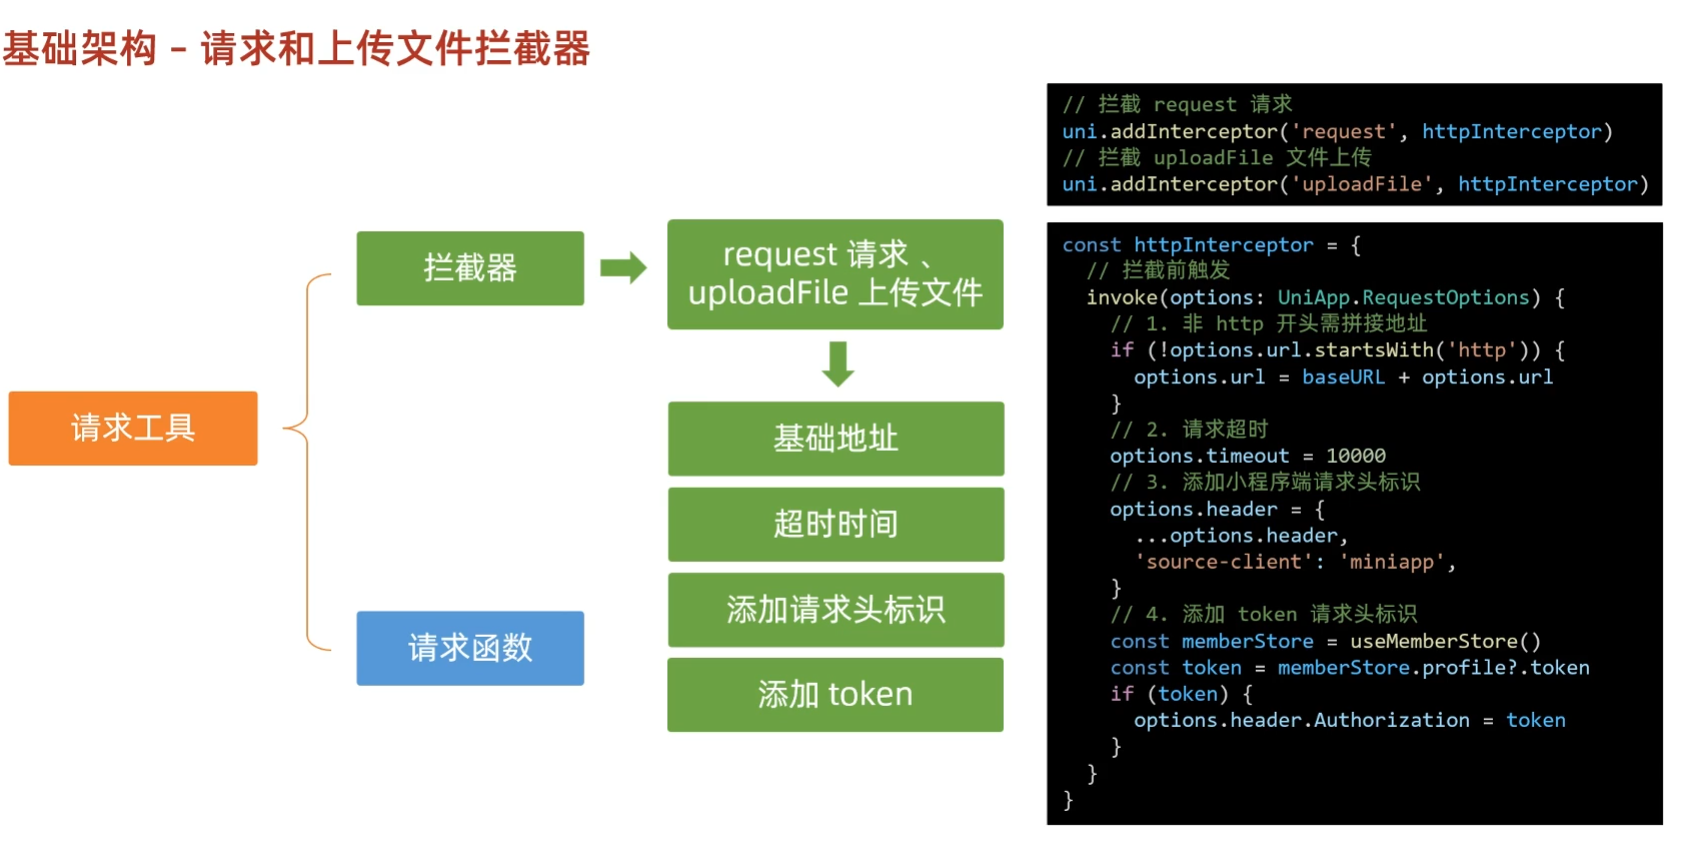 基础架构 – 请求和上传文件拦截器
请求工具
拦截器
request 请求 、
uploadFile 上传文件
基础地址
超时时间
添加请求头标识
添加 token
请求函数
// 拦截 request 请求
uni.addInterceptor('request', httpInterceptor)
// 拦截 uploadFile 文件上传
uni.addInterceptor('uploadFile', httpInterceptor)
const httpInterceptor = {
// 拦截前触发
invoke(options: UniApp.RequestOptions) {
// 1. 非 http 开头需拼接地址
if (!options.url.startsWith('http')) {
options.url = baseURL + options.url
}
// 2. 请求超时
options.timeout = 10000
// 3. 添加小程序端请求头标识
options.header = {
...options.header,
'source-client': 'miniapp',
}
// 4. 添加 token 请求头标识
const memberStore = useMemberStore()
const token = memberStore.profile?.token
if (token) {
options.header.Authorization = token
}
}
}